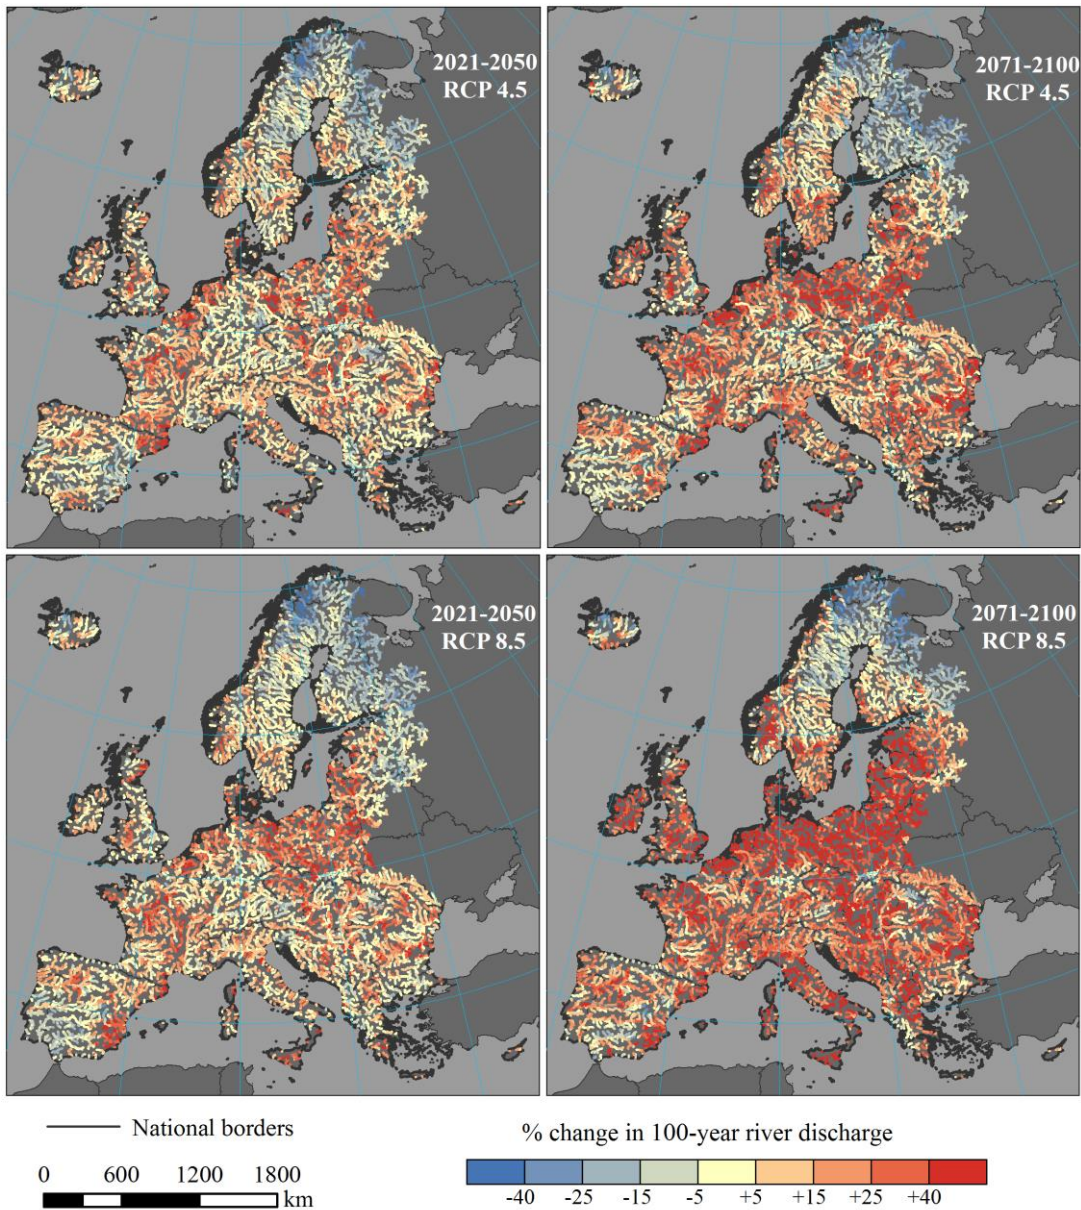 2021-2050
RCP 4.5
2071-2100
RCP 4.5
2021-2050
RCP 8.5
2071-2100
RCP 8.5
National borders
0 600 1200 1800
km
% change in 100-year river discharge
-40 -25 -15 -5 +5 +15 +25 +40